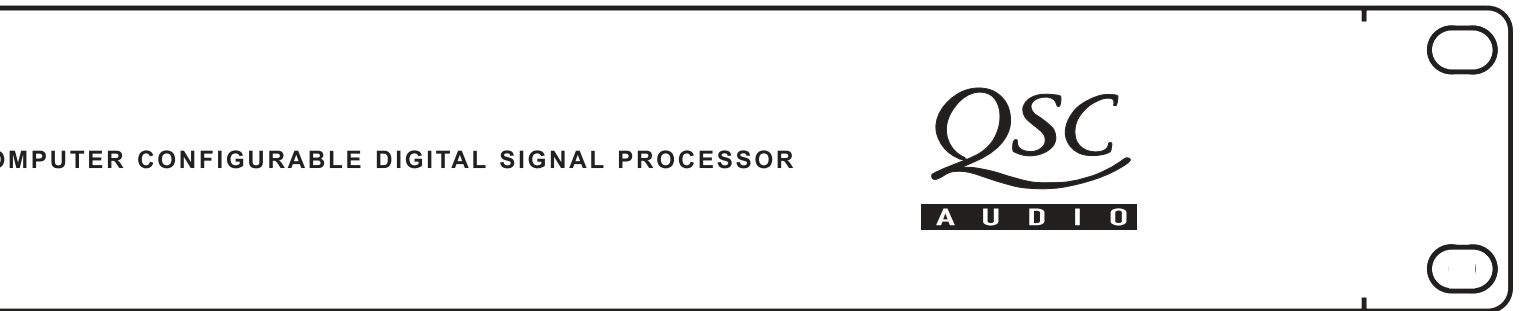 OMPUTER CONFIGURABLE DIGITAL SIGNAL PROCESSOR
QSC
AUDIO